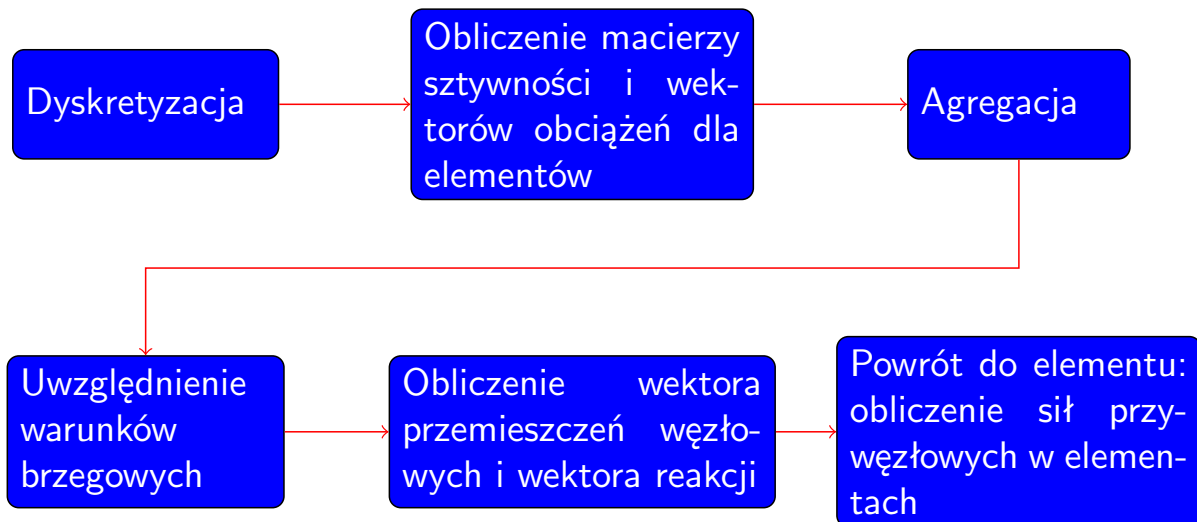 Dyskretyzacja
Obliczenie macierzy
sztywności i wek-
torów obciążeń dla
elementów
Agregacja
Uwzględnienie
warunków
brzegowych
Obliczenie wektora
przemieszczeń węzło-
wych i wektora reakcji
Powrót do elementu:
obliczenie sił przy-
węzłowych w elemen-
tach